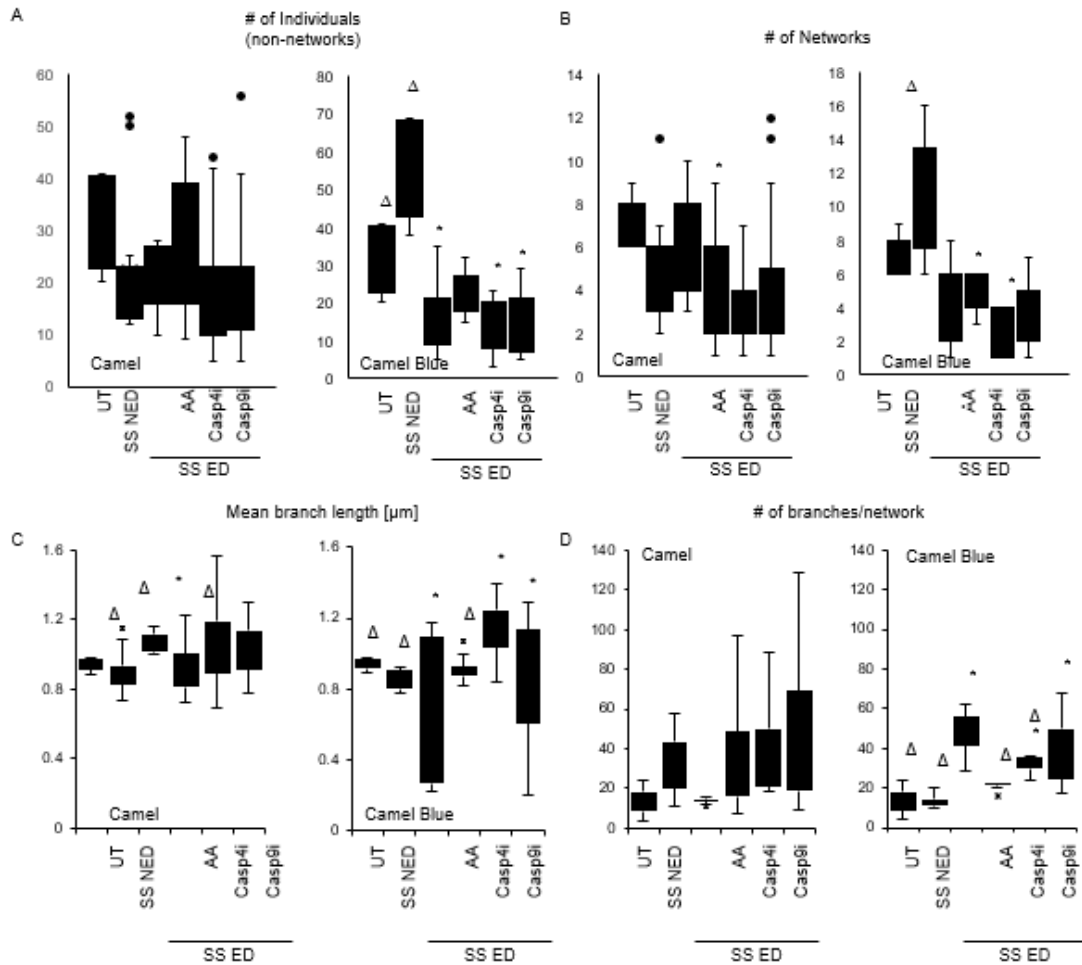 A
# of Individuals
(non-networks)
B
# of Networks
60
50
40
30
20
10
0
Camel
UT
SS NED
AA
Casp4i
Casp9i
SS ED
80
70
60
50
40
30
20
10
0
Δ
Δ
*
*
*
Camel Blue
UT
SS NED
AA
Casp4i
Casp9i
SS ED
14
12
10
8
6
4
2
0
*
Camel
UT
SS NED
AA
Casp4i
Casp9i
SS ED
18
16
14
12
10
8
6
4
2
0
Δ
*
*
Camel Blue
UT
SS NED
AA
Casp4i
Casp9i
SS ED
C
Mean branch length [µm]
D
# of branches/network
1.6
1.2
0.8
0.4
0
Δ
Δ
*
Δ
Camel
UT
SS NED
AA
Casp4i
Casp9i
SS ED
1.6
1.2
0.8
0.4
0
Δ
Δ
*
Δ
*
*
Camel Blue
UT
SS NED
AA
Casp4i
Casp9i
SS ED
140
120
100
80
60
40
20
0
Camel
UT
SS NED
AA
Casp4i
Casp9i
SS ED
140
120
100
80
60
40
20
0
Camel Blue
Δ
Δ
*
Δ
Δ
*
*
UT
SS NED
AA
Casp4i
Casp9i
SS ED